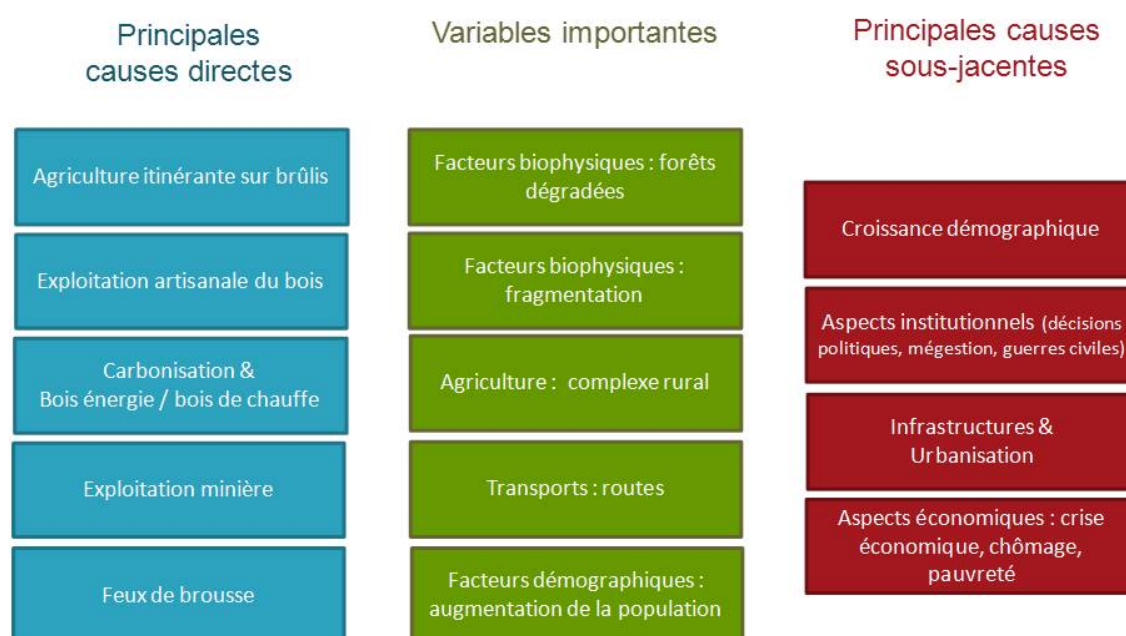 Principales
causes directes
Agriculture itinérante sur brûlis
Exploitation artisanale du bois
Carbonisation &
Bois énergie / bois de chauffe
Exploitation minière
Feux de brousse
Variables importantes
Facteurs biophysiques : forêts
dégradées
Facteurs biophysiques :
fragmentation
Agriculture : complexe rural
Transports : routes
Facteurs démographiques :
augmentation de la population
Principales causes
sous-jacentes
Croissance démographique
Aspects institutionnels (décisions
politiques, mégestion, guerres civiles)
Infrastructures &
Urbanisation
Aspects économiques : crise
économique, chômage,
pauvreté